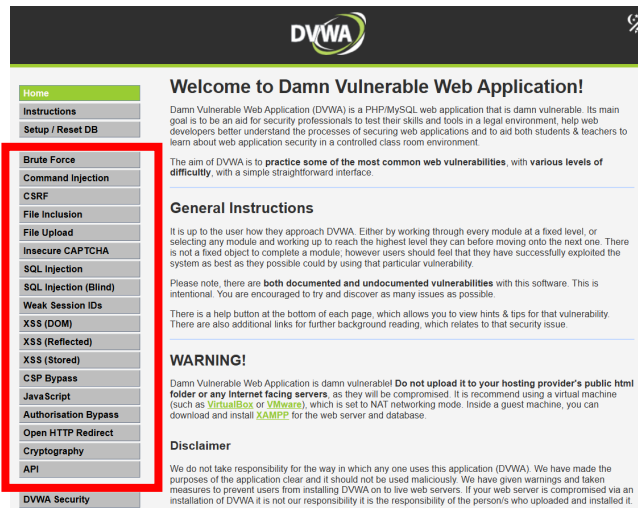 DVWA
Home
Instructions
Setup / Reset DB
Brute Force
Command Injection
CSRF
File Inclusion
File Upload
Insecure CAPTCHA
SQL Injection
SQL Injection (Blind)
Weak Session IDs
XSS (DOM)
XSS (Reflected)
XSS (Stored)
CSP Bypass
JavaScript
Authorisation Bypass
Open HTTP Redirect
Cryptography
API
DVWA Security
Welcome to Damn Vulnerable Web Application!
Damn Vulnerable Web Application (DVWA) is a PHP/MySQL web application that is damn vulnerable. Its main
goal is to be an aid for security professionals to test their skills and tools in a legal environment, help web
developers better understand the processes of securing web applications and to aid both students & teachers to
learn about web application security in a controlled class room environment.
The aim of DVWA is to practice some of the most common web vulnerabilities, with various levels of
difficultly, with a simple straightforward interface.
General Instructions
It is up to the user how they approach DVWA. Either by working through every module at a fixed level, or
selecting any module and working up to reach the highest level they can before moving onto the next one. There
is not a fixed object to complete a module; however users should feel that they have successfully exploited the
system as best as they possible could by using that particular vulnerability.
Please note, there are both documented and undocumented vulnerabilities with this software. This is
intentional. You are encouraged to try and discover as many issues as possible.
There is a help button at the bottom of each page, which allows you to view hints & tips for that vulnerability.
There are also additional links for further background reading, which relates to that security issue.
WARNING!
Damn Vulnerable Web Application is damn vulnerable! Do not upload it to your hosting provider's public html
folder or any Internet facing servers, as they will be compromised. It is recommend using a virtual machine
(such as VirtualBox or VMware), which is set to NAT networking mode. Inside a guest machine, you can
download and install XAMPP for the web server and database.
Disclaimer
We do not take responsibility for the way in which any one uses this application (DVWA). We have made the
purposes of the application clear and it should not be used maliciously. We have given warnings and taken
measures to prevent users from installing DVWA on to live web servers. If your web server is compromised via an
installation of DVWA it is not our responsibility it is the responsibility of the person/s who uploaded and installed it.